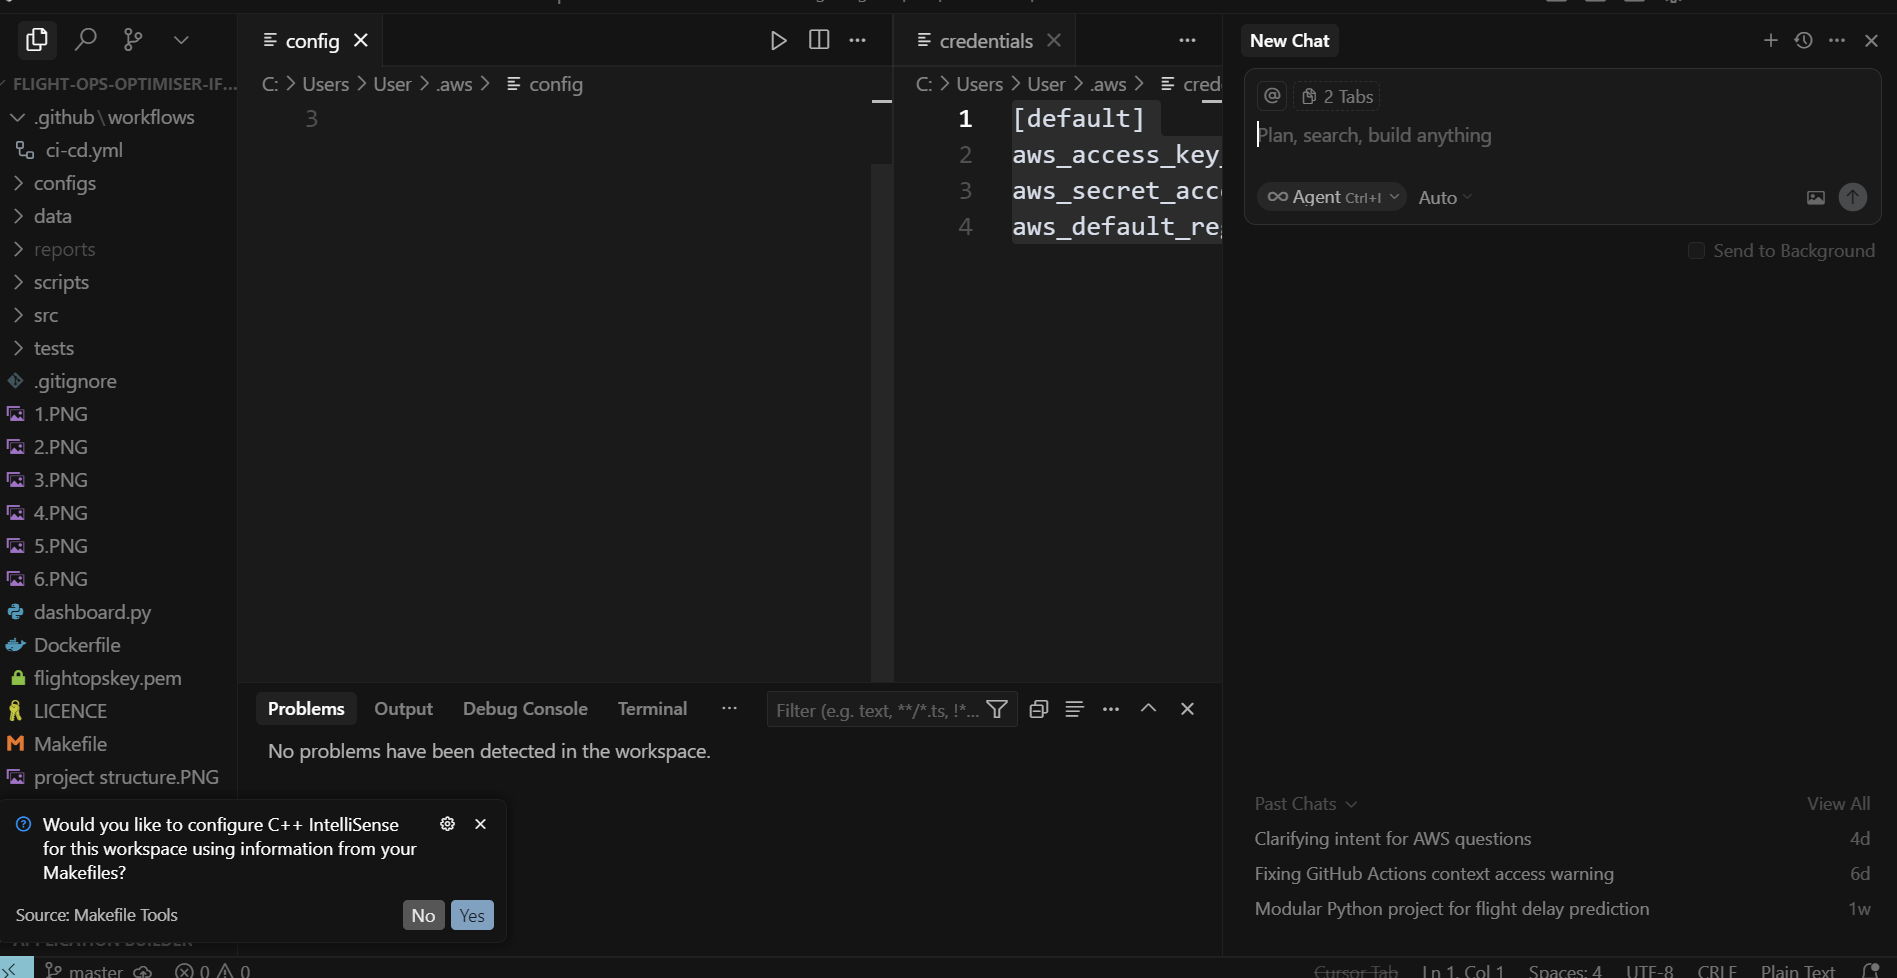 FLIGHT-OPS-OPTIMISER-IF...
.github\workflows
ci-cd.yml
configs
data
reports
scripts
src
tests
.gitignore
1.PNG
2.PNG
3.PNG
4.PNG
5.PNG
6.PNG
dashboard.py
Dockerfile
flightopskey.pem
LICENCE
Makefile
project structure.PNG
Would you like to configure C++ IntelliSense
for this workspace using information from your
Makefiles?
Source: Makefile Tools
No Yes
APPLICATION BUILDER
config
C: > Users > User > .aws > config
3
credentials
C: > Users > User > .aws > cred
1 [default]
2 aws_access_key_
3 aws_secret_acce
4 aws_default_reg
Problems Output Debug Console Terminal ...
Filter (e.g. text, **/*.ts, !*...
No problems have been detected in the workspace.
New Chat
@ 2 Tabs
Plan, search, build anything
Agent Ctrl+I Auto
Send to Background
Past Chats View All
Clarifying intent for AWS questions 4d
Fixing GitHub Actions context access warning 6d
Modular Python project for flight delay prediction 1w
master 0 0 Cursor Tab Ln 1, Col 1 Spaces: 4 UTF-8 CRLF Plain Text